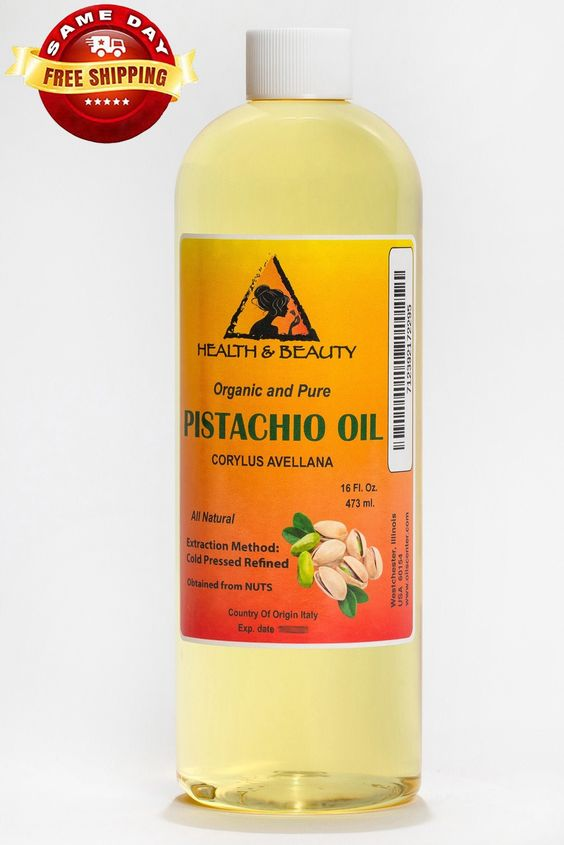 SAME DAY
FREE SHIPPING
HEALTH & BEAUTY
Organic and Pure
PISTACHIO OIL
CORYLUS AVELLANA
16 Fl. Oz.
473 ml.
All Natural
Extraction Method:
Cold Pressed Refined
Obtained from NUTS
Country Of Origin Italy
Exp. date
712392172295
Westchester, Illinois
USA 60154
www.oilscenter.com